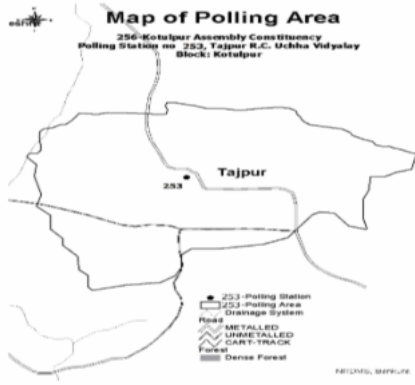 Map of Polling Area
256-Kotulpur Assembly Constituency
Polling Station no 253, Tajpur R.C. Uchha Vidyalay
Block: Kotulpur
Tajpur
253
253-Polling Station
253-Polling Area
Drainage System
Road
METALLED
UNMETALLED
CART-TRACK
Forest
Dense Forest